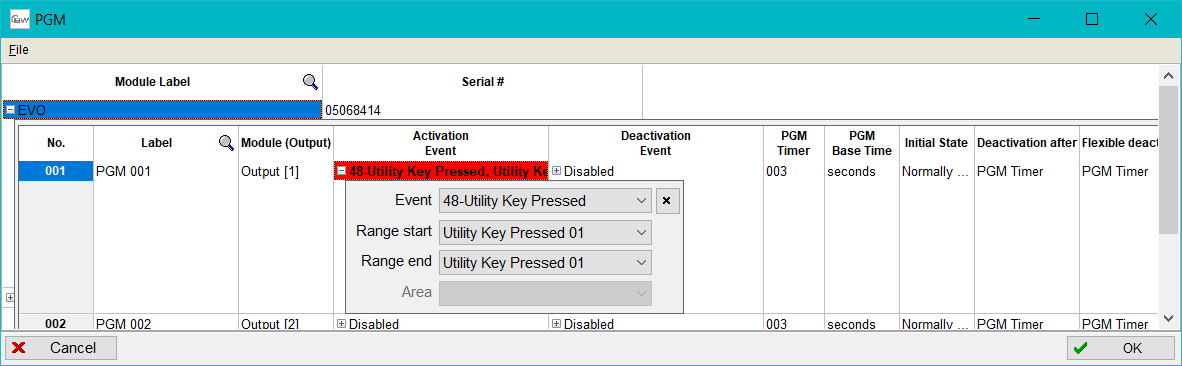 PGM
File
Module Label Serial #
EVO 05068414
No. Label Module (Output) Activation Event Deactivation Event PGM Timer PGM Base Time Initial State Deactivation after Flexible deact
001 PGM 001 Output [1] 48-Utility Key Pressed, Utility Ke Disabled 003 seconds Normally ... PGM Timer PGM Timer
Event 48-Utility Key Pressed
Range start Utility Key Pressed 01
Range end Utility Key Pressed 01
Area
002 PGM 002 Output [2] Disabled Disabled 003 seconds Normally ... PGM Timer PGM Timer
Cancel OK